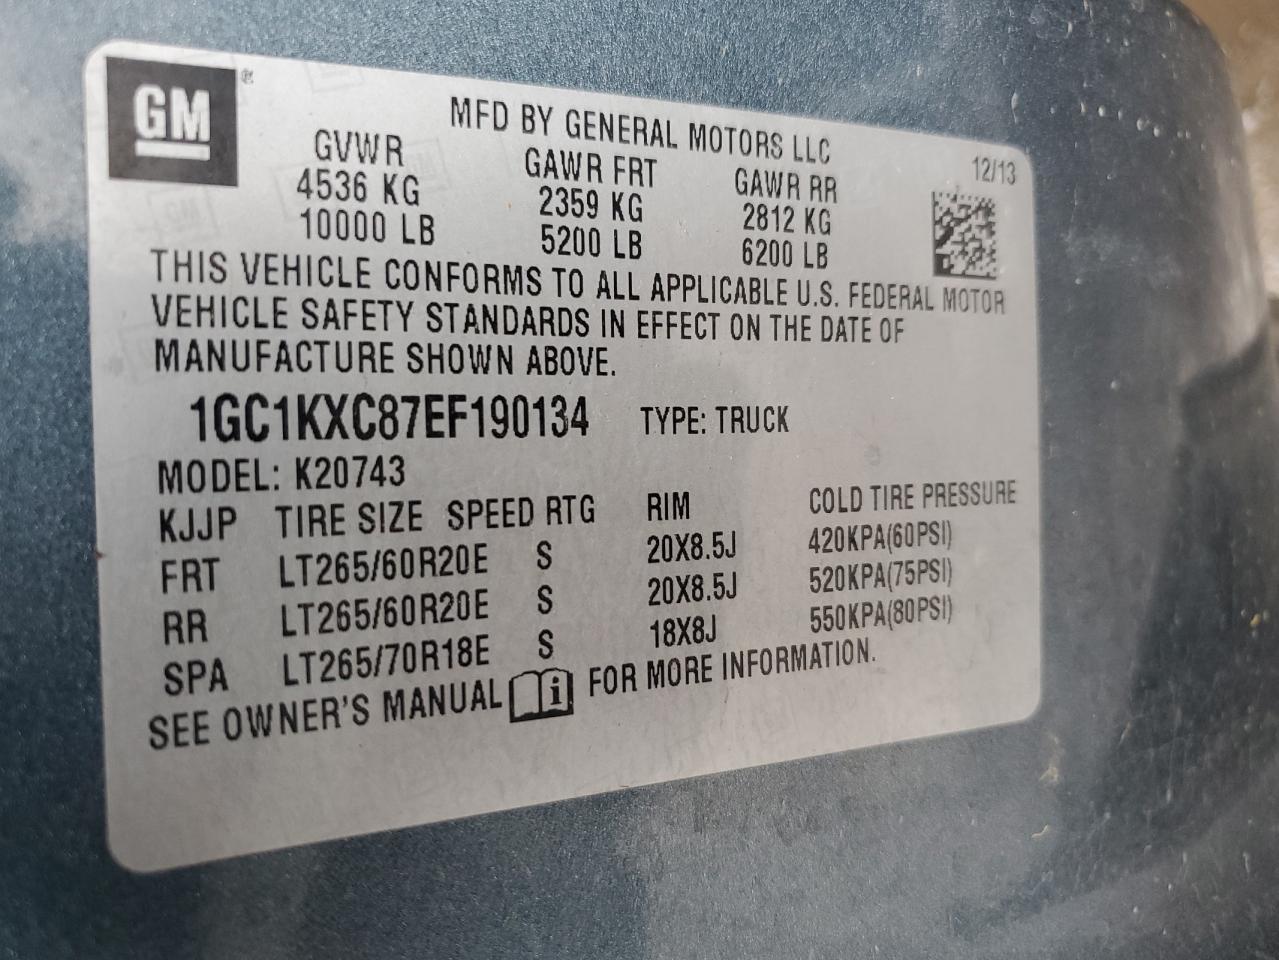 GM ®
MFD BY GENERAL MOTORS LLC
12/13
GVWR GAWR FRT GAWR RR
4536 KG 2359 KG 2812 KG
10000 LB 5200 LB 6200 LB
THIS VEHICLE CONFORMS TO ALL APPLICABLE U.S. FEDERAL MOTOR
VEHICLE SAFETY STANDARDS IN EFFECT ON THE DATE OF
MANUFACTURE SHOWN ABOVE.
1GC1KXC87EF190134 TYPE: TRUCK
MODEL: K20743
KJJP TIRE SIZE SPEED RTG RIM COLD TIRE PRESSURE
FRT LT265/60R20E S 20X8.5J 420KPA(60PSI)
RR LT265/60R20E S 20X8.5J 520KPA(75PSI)
SPA LT265/70R18E S 18X8J 550KPA(80PSI)
SEE OWNER'S MANUAL i FOR MORE INFORMATION.